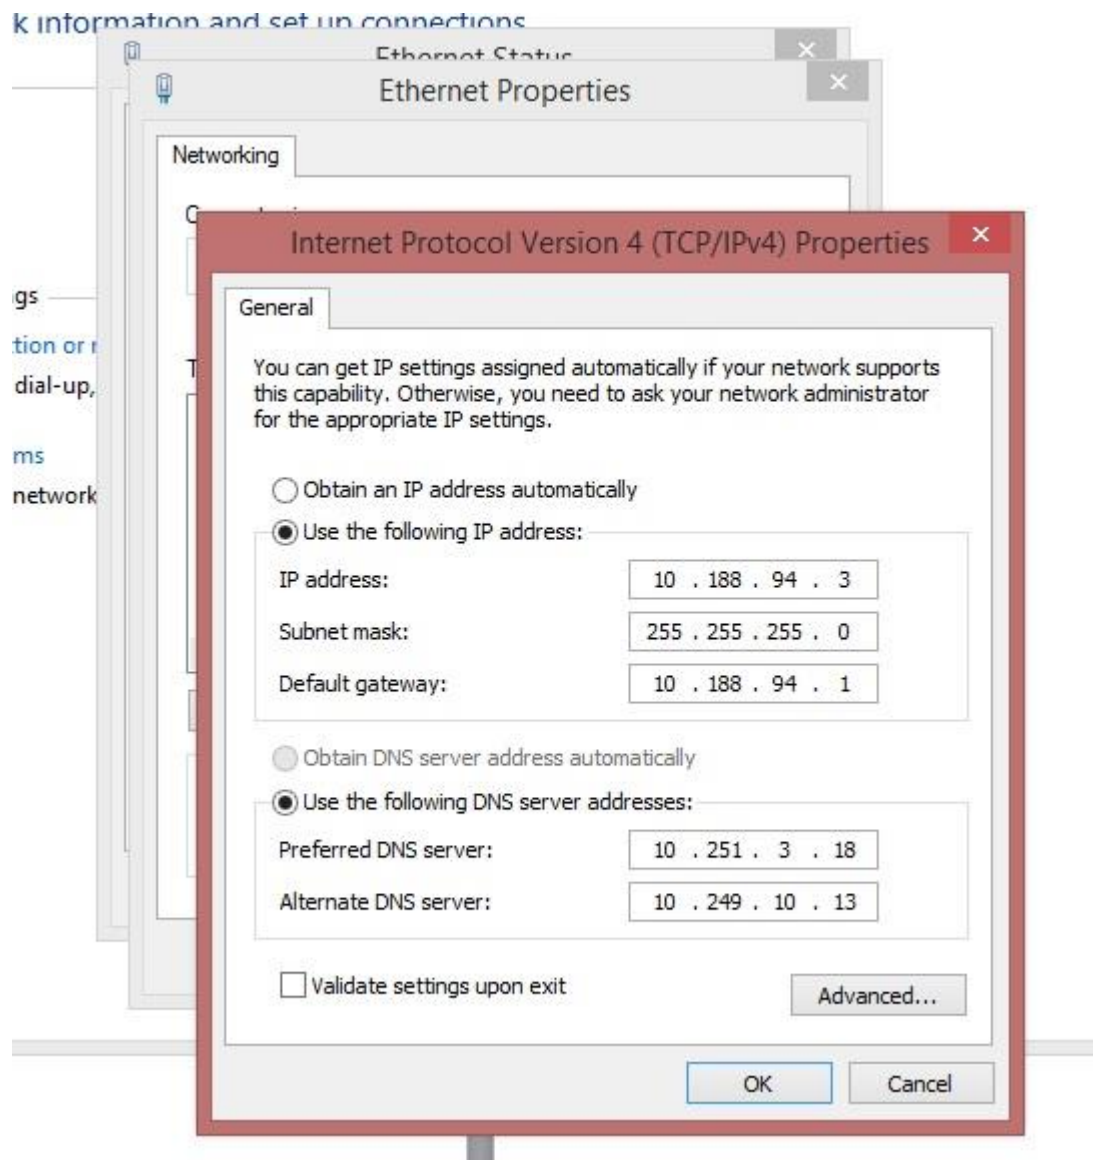 k information and set up connections
Ethernet Status
Ethernet Properties
Networking
Internet Protocol Version 4 (TCP/IPv4) Properties
gs
General
tion or
dial-up,
You can get IP settings assigned automatically if your network supports
this capability. Otherwise, you need to ask your network administrator
for the appropriate IP settings.
ms
network
Obtain an IP address automatically
Use the following IP address:
IP address: 10 . 188 . 94 . 3
Subnet mask: 255 . 255 . 255 . 0
Default gateway: 10 . 188 . 94 . 1
Obtain DNS server address automatically
Use the following DNS server addresses:
Preferred DNS server: 10 . 251 . 3 . 18
Alternate DNS server: 10 . 249 . 10 . 13
Validate settings upon exit
Advanced...
OK Cancel